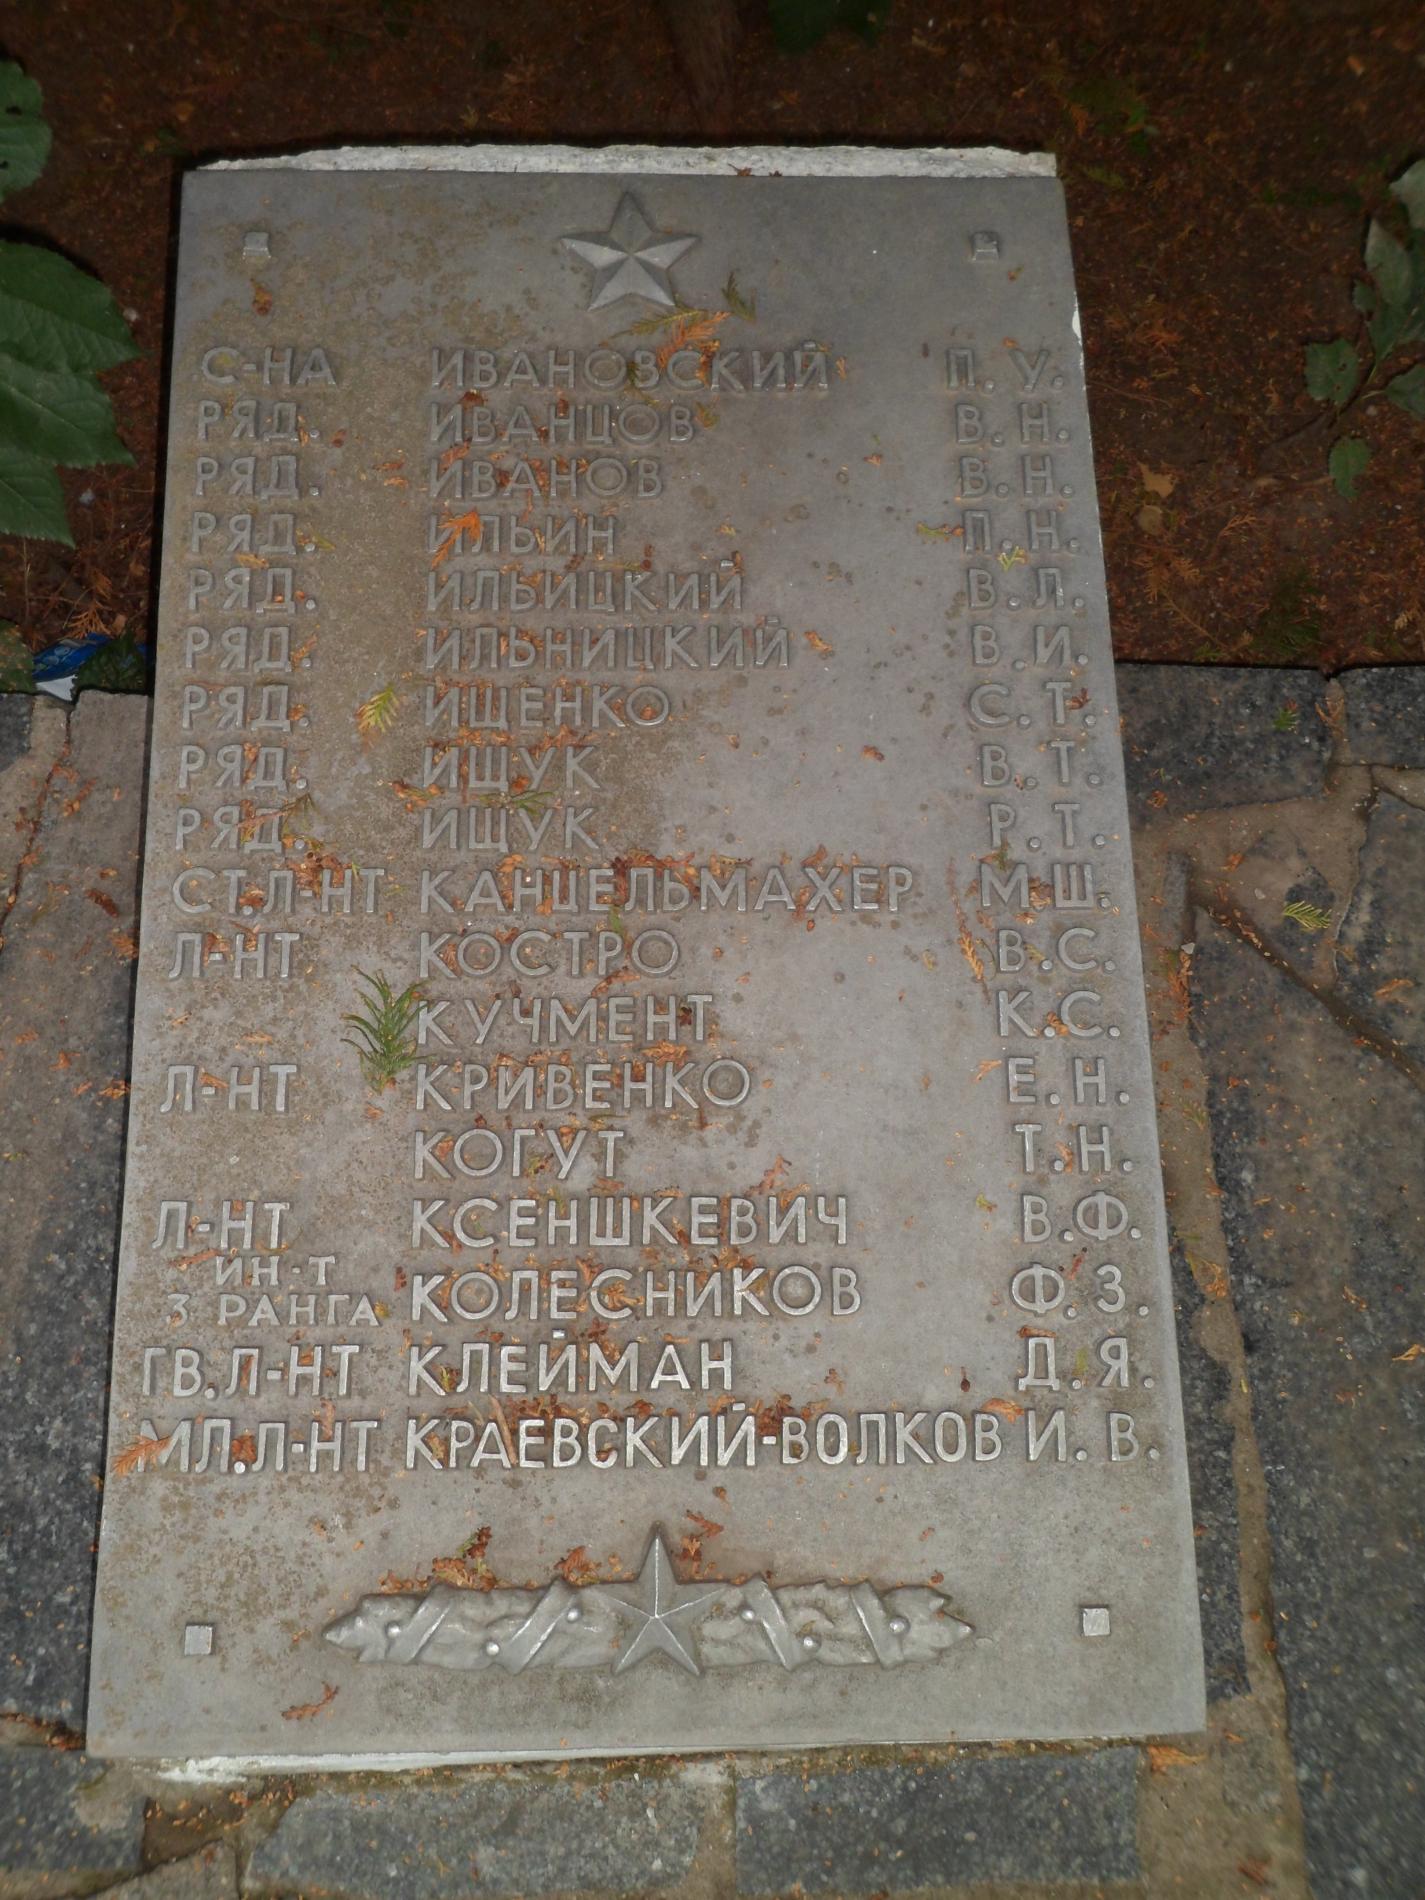 С-НА ИВАНОВСКИЙ П. У.
РЯД. ИВАНЦОВ В. Н.
РЯД. ИВАНОВ В. Н.
РЯД. ИЛЬИН П. Н.
РЯД. ИЛЬИЦКИЙ В. Л.
РЯД. ИЛЬНИЦКИЙ В. И.
РЯД. ИЩЕНКО С. Т.
РЯД. ИЩУК В. Т.
РЯД. ИЩУК Р. Т.
СТ.Л-НТ КАНЦЕЛЬМАХЕР М.Ш.
Л-НТ КОСТРО В.С.
КУЧМЕНТ К.С.
Л-НТ КРИВЕНКО Е.Н.
КОГУТ Т.Н.
Л-НТ КСЕНШКЕВИЧ В.Ф.
ИН-Т
3 РАНГА КОЛЕСНИКОВ Ф.З.
ГВ.Л-НТ КЛЕЙМАН Д.Я.
МЛ.Л-НТ КРАЕВСКИЙ-ВОЛКОВ И. В.